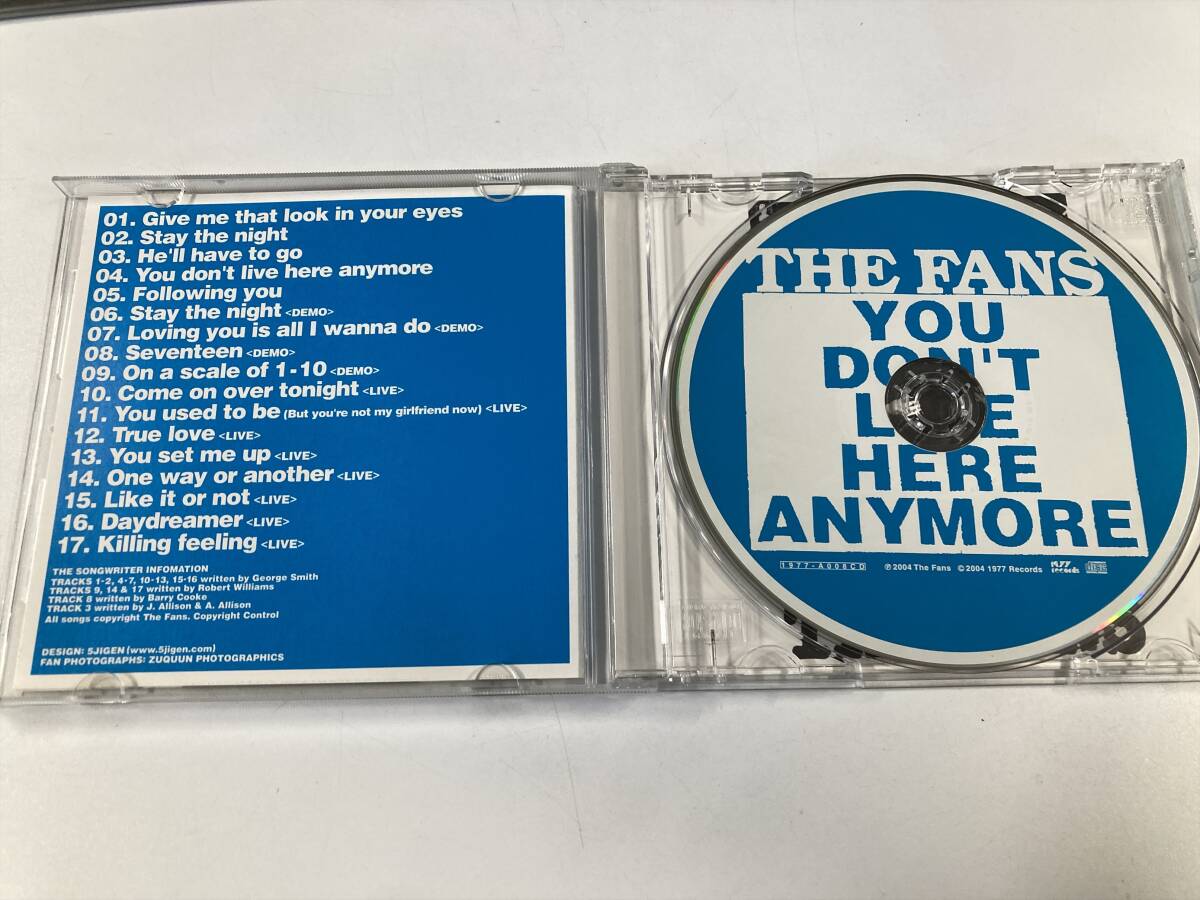 01. Give me that look in your eyes
02. Stay the night
03. He'll have to go
04. You don't live here anymore
05. Following you
06. Stay the night <DEMO>
07. Loving you is all I wanna do <DEMO>
08. Seventeen <DEMO>
09. On a scale of 1-10 <DEMO>
10. Come on over tonight <LIVE>
11. You used to be (But you're not my girlfriend now) <LIVE>
12. True love <LIVE>
13. You set me up <LIVE>
14. One way or another <LIVE>
15. Like it or not <LIVE>
16. Daydreamer <LIVE>
17. Killing feeling <LIVE>
THE SONGWRITER INFOMATION
TRACKS 1-2, 4-7, 10-13, 15-16 written by George Smith
TRACKS 9, 14 & 17 written by Robert Williams
TRACK 8 written by Barry Cooke
TRACK 3 written by J. Allison & A. Allison
All songs copyright The Fans. Copyright Control
DESIGN: 5JIGEN (www.5jigen.com)
FAN PHOTOGRAPHS: ZUQUUN PHOTOGRAPHICS
THE FANS
YOU
DON'T
L E
HERE
ANYMORE
1977-A008CD ℗2004 The Fans ©2004 1977 Records 1977 records